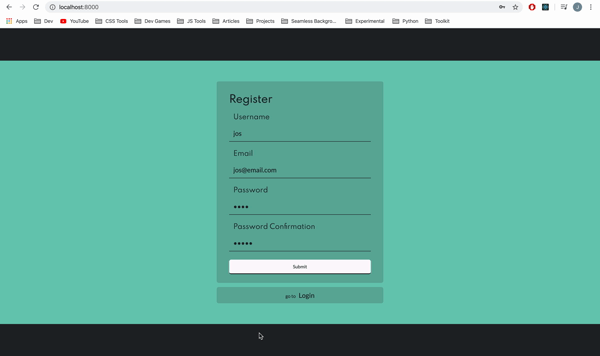 localhost:8000
Apps Dev YouTube CSS Tools Dev Games JS Tools Articles Projects Seamless Backgro... Experimental Python Toolkit
J
Register
Username
jos
Email
jos@email.com
Password
••••
Password Confirmation
•••••
Submit
go to Login